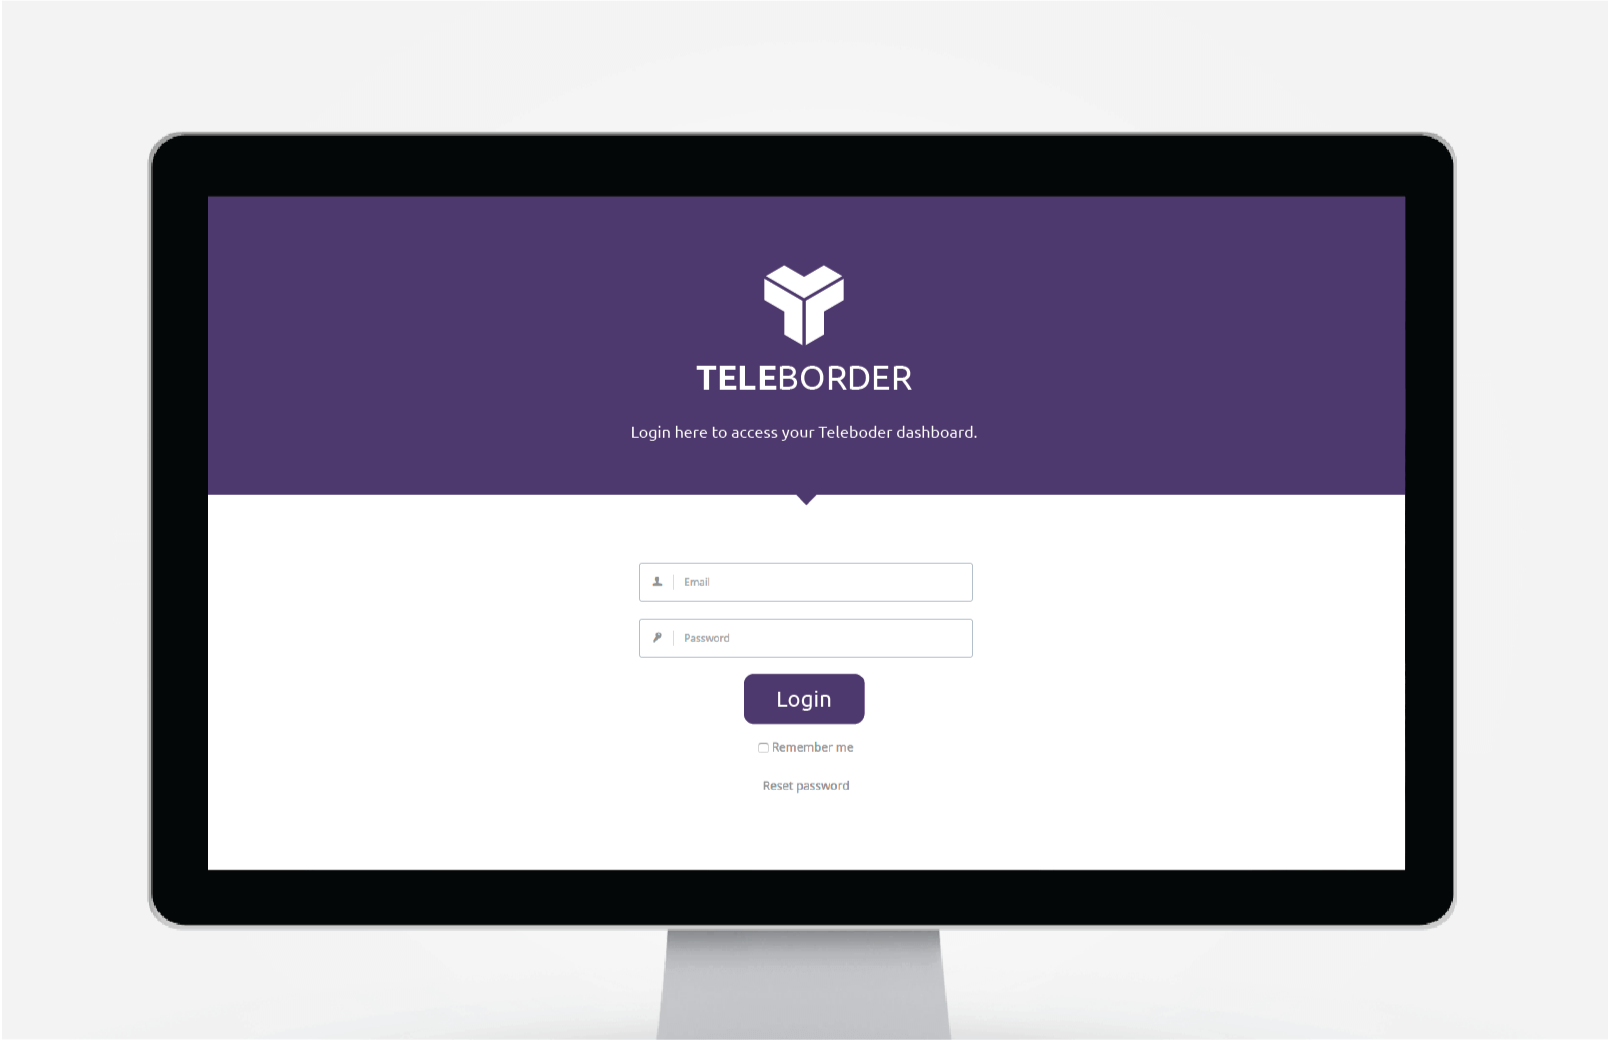 TELEBORDER
Login here to access your Teleboder dashboard.
Email
Password
Login
Remember me
Reset password